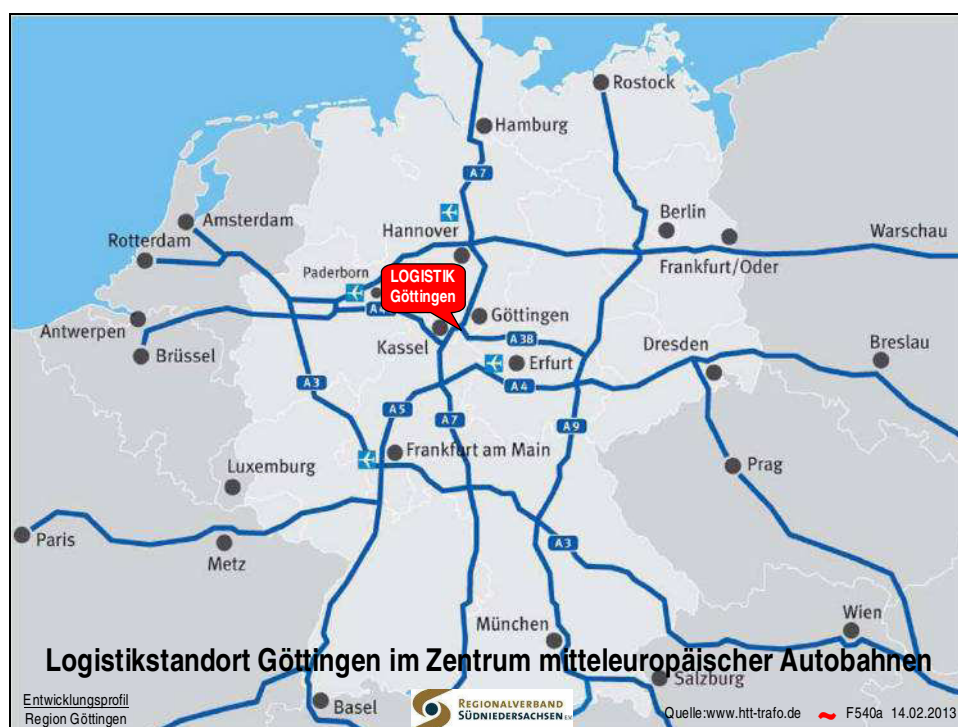 Rostock
Hamburg
A7
Amsterdam
Berlin
Hannover
Warschau
Rotterdam
Frankfurt/Oder
Paderborn
LOGISTIK
Göttingen
Göttingen
Antwerpen
Kassel
A38
Dresden
Breslau
Brüssel
Erfurt
A3
A4
A5
A7
A9
Frankfurt am Main
Luxemburg
Prag
Paris
A3
Metz
München
Wien
Logistikstandort Göttingen im Zentrum mitteleuropäischer Autobahnen
Salzburg
Basel
Entwicklungsprofil
Region Göttingen
REGIONALVERBAND
SÜDNIEDERSACHSEN e.V.
Quelle:www.htt-trafo.de F540a 14.02.2013